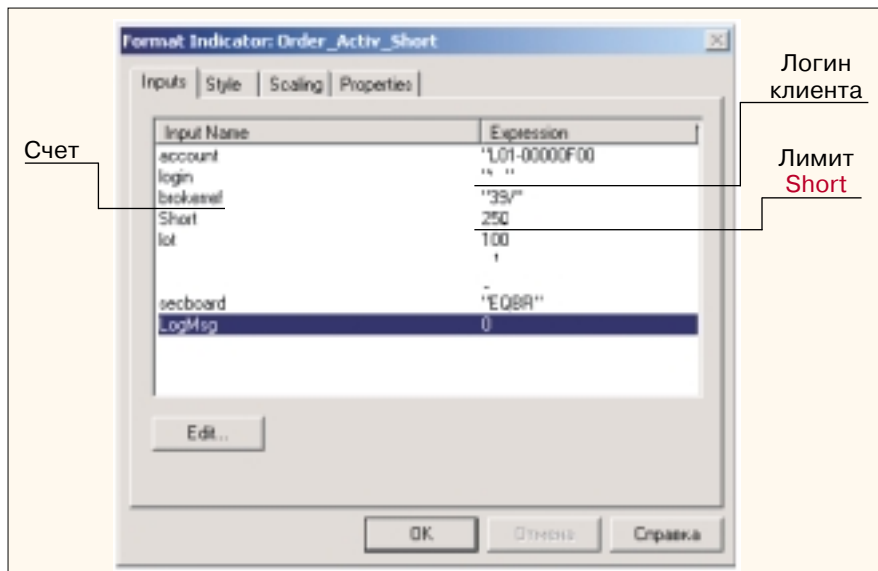 Format Indicator: Order_Activ_Short
Inputs Style Scaling Properties
Логин
клиента
Счет
Лимит
Short
Input Name Expression
account "L01-00000F00
login
brokerref "39/"
Short 250
lot 100
secboard "EQBR"
LogMsg 0
Edit...
OK Отмена Справка